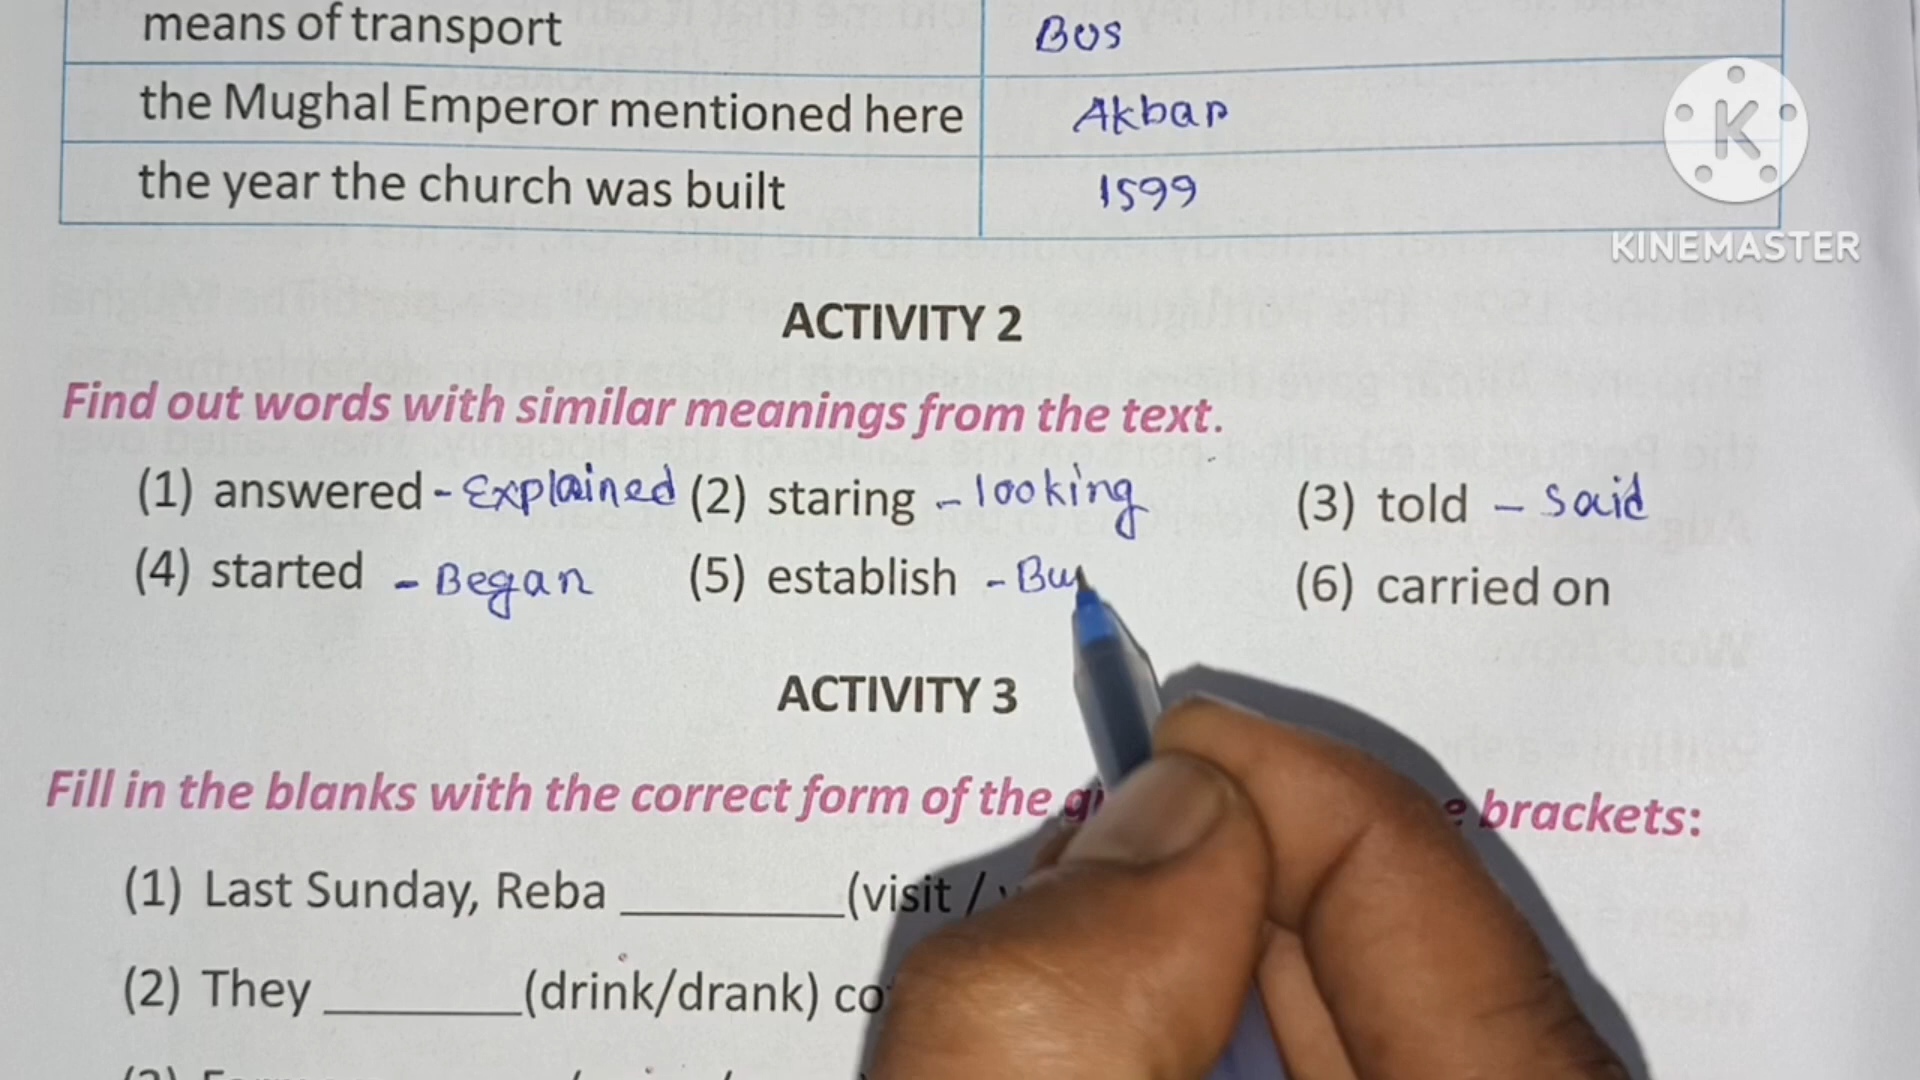 means of transport Bus
the Mughal Emperor mentioned here Akbar
the year the church was built 1599
KINEMASTER
ACTIVITY 2
Find out words with similar meanings from the text.
(1) answered - Explained (2) staring - looking (3) told - Said
(4) started - Began (5) establish - Bu (6) carried on
ACTIVITY 3
Fill in the blanks with the correct form of the brackets:
(1) Last Sunday, Reba ________ (visit /
(2) They ________ (drink/drank) co